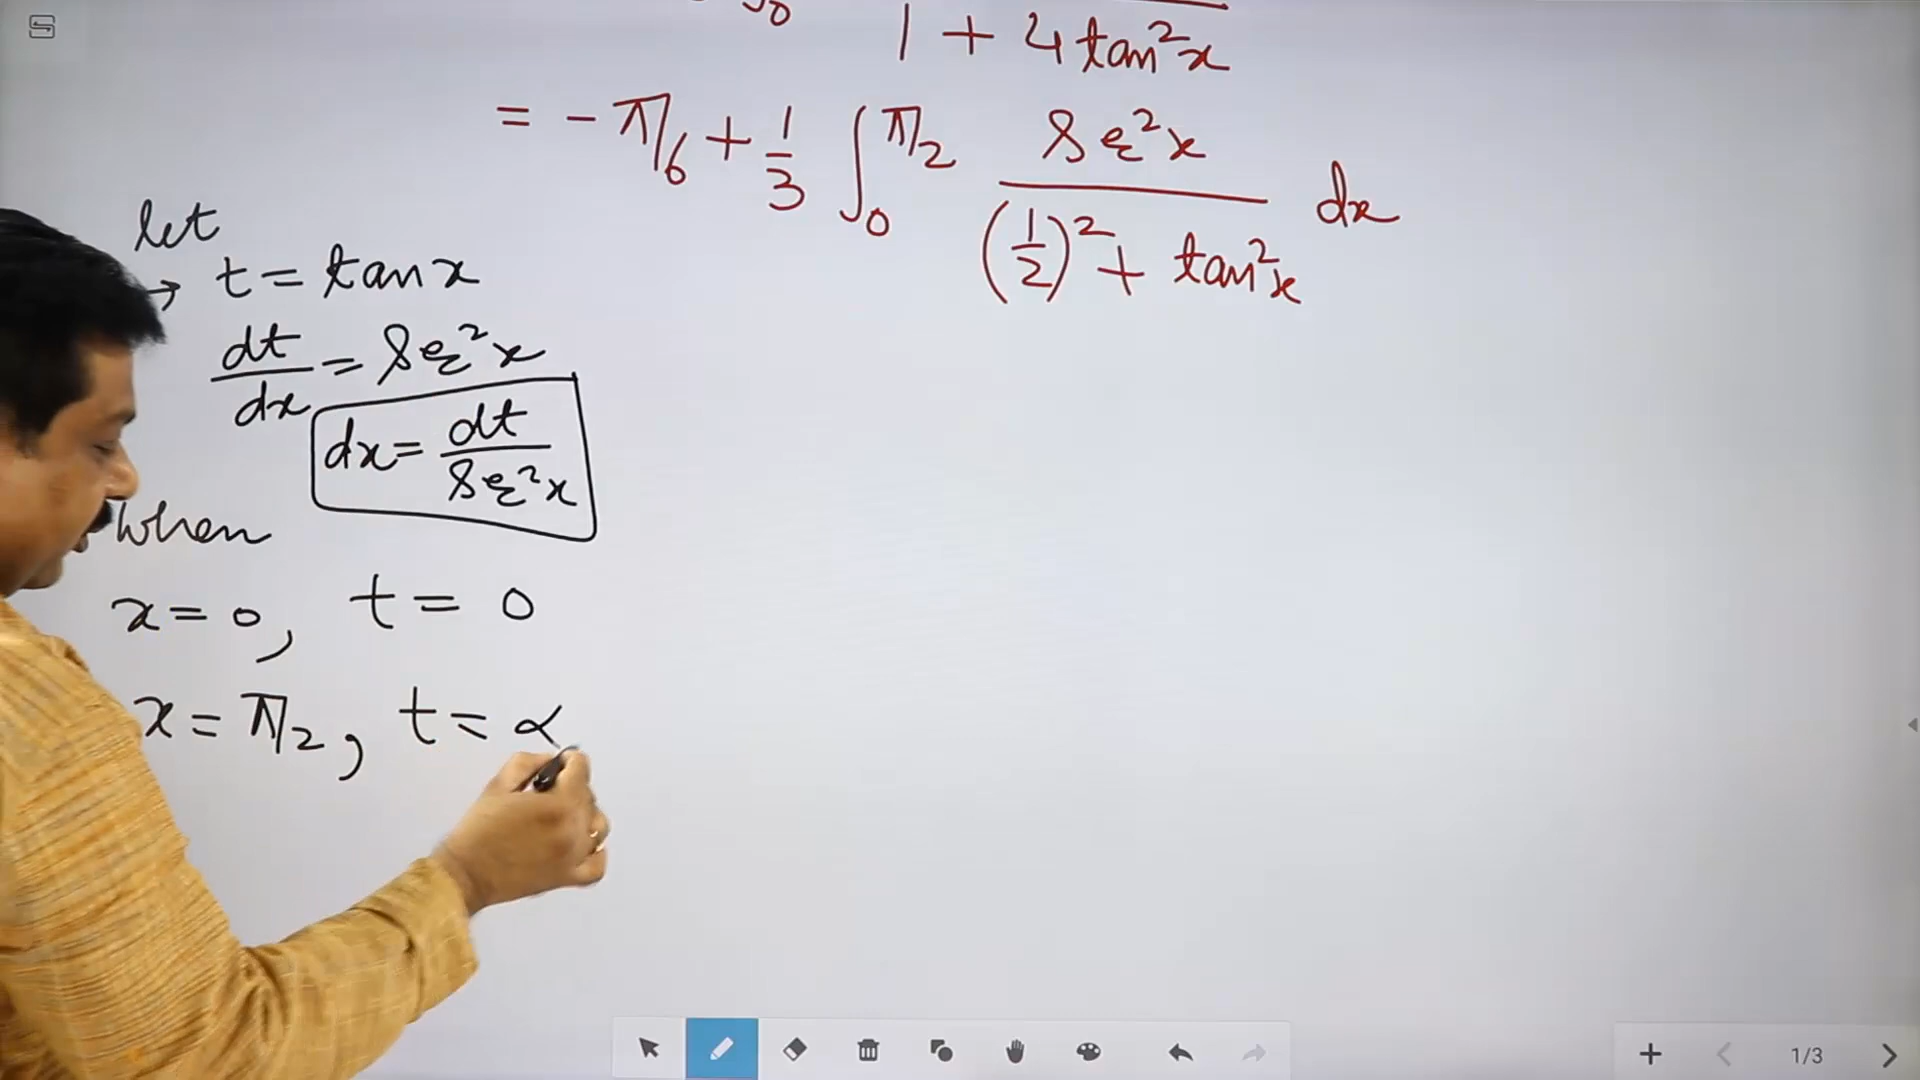 1 + 4 tan²x
= - π/6 + 1/3 ∫₀^π/2 sec²x / ((1/2)² + tan²x) dx
let
→ t = tan x
dt/dx = sec²x
dx = dt/sec²x
When
x = 0, t = 0
x = π/2, t = ∝
1/3